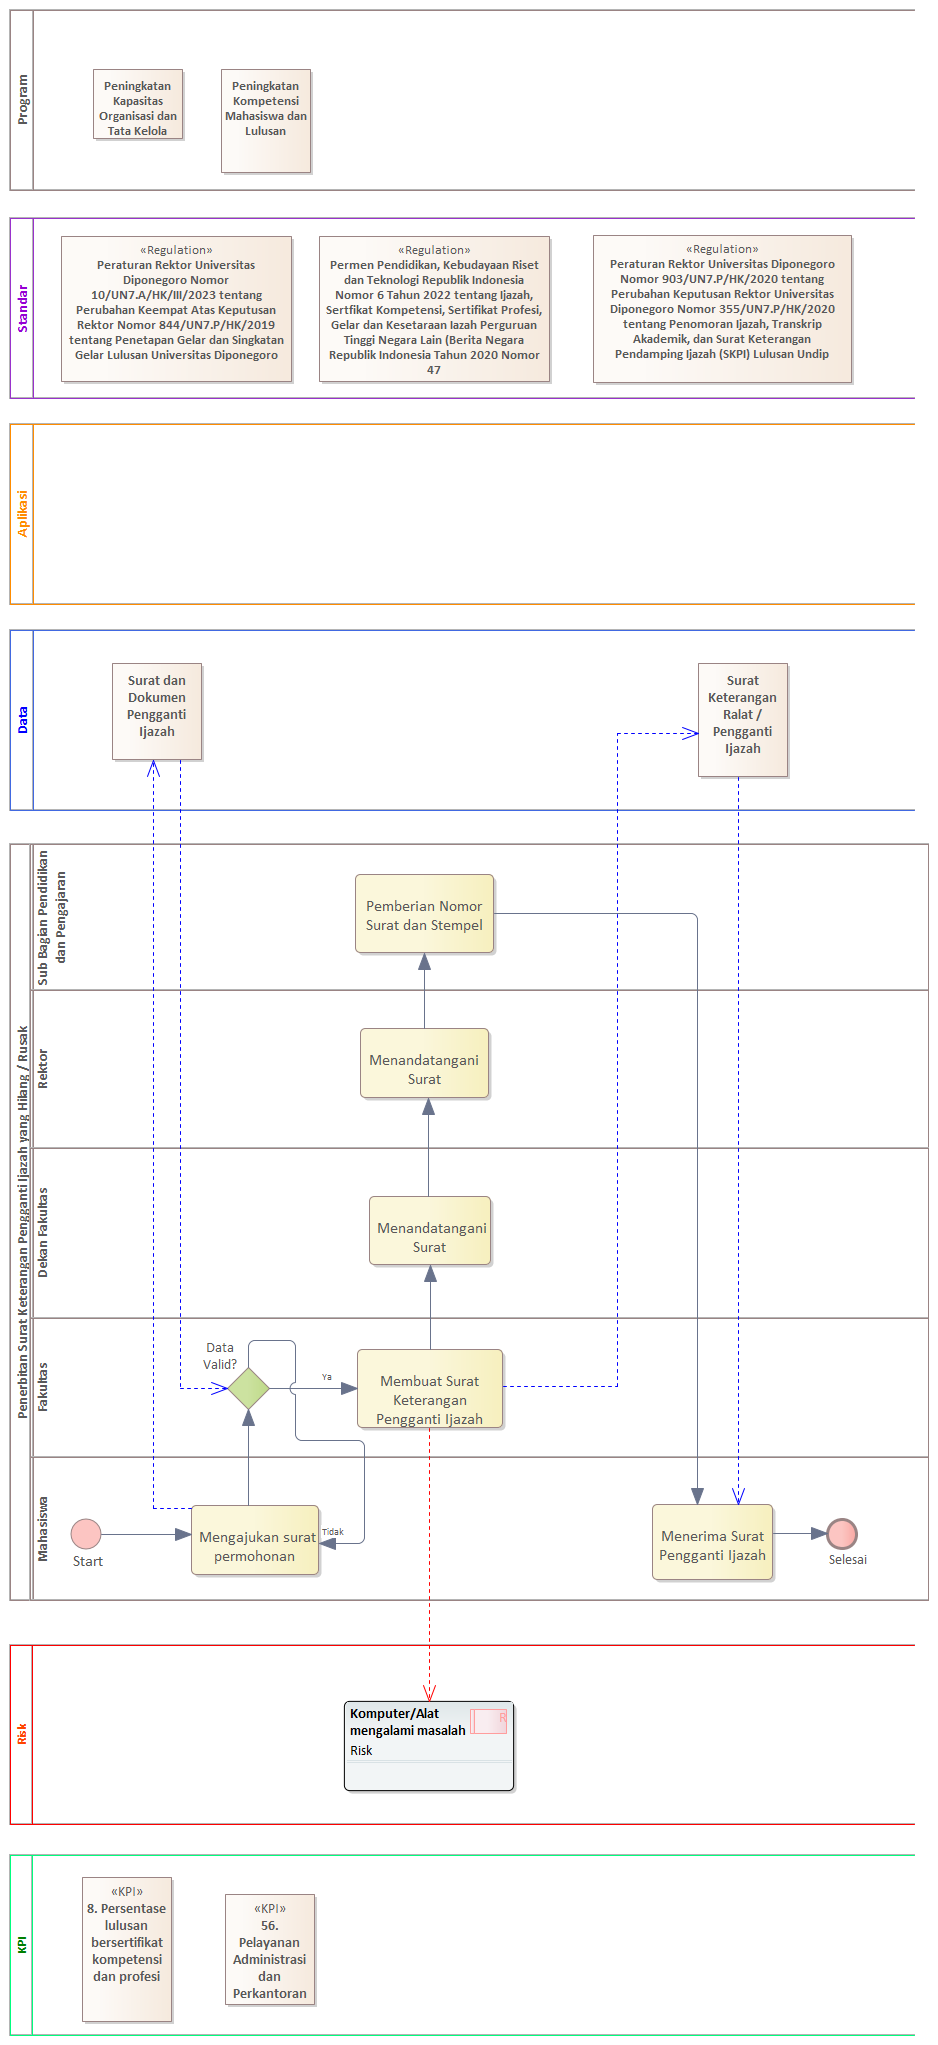 Program
Peningkatan
Kapasitas
Organisasi dan
Tata Kelola
Peningkatan
Kompetensi
Mahasiswa dan
Lulusan
Standar
«Regulation»
Peraturan Rektor Universitas
Diponegoro Nomor
10/UN7.A/HK/III/2023 tentang
Perubahan Keempat Atas Keputusan
Rektor Nomor 844/UN7.P/HK/2019
tentang Penetapan Gelar dan Singkatan
Gelar Lulusan Universitas Diponegoro
«Regulation»
Permen Pendidikan, Kebudayaan Riset
dan Teknologi Republik Indonesia
Nomor 6 Tahun 2022 tentang Ijazah,
Sertfikat Kompetensi, Sertifikat Profesi,
Gelar dan Kesetaraan Iazah Perguruan
Tinggi Negara Lain (Berita Negara
Republik Indonesia Tahun 2020 Nomor
47
«Regulation»
Peraturan Rektor Universitas Diponegoro
Nomor 903/UN7.P/HK/2020 tentang
Perubahan Keputusan Rektor Universitas
Diponegoro Nomor 355/UN7.P/HK/2020
tentang Penomoran Ijazah, Transkrip
Akademik, dan Surat Keterangan
Pendamping Ijazah (SKPI) Lulusan Undip
Aplikasi
Data
Surat dan
Dokumen
Pengganti
Ijazah
Surat
Keterangan
Ralat /
Pengganti
Ijazah
Penerbitan Surat Keterangan Pengganti Ijazah yang Hilang / Rusak
Sub Bagian Pendidikan
dan Pengajaran
Pemberian Nomor
Surat dan Stempel
Rektor
Menandatangani
Surat
Dekan Fakultas
Menandatangani
Surat
Fakultas
Data
Valid?
Ya
Membuat Surat
Keterangan
Pengganti Ijazah
Mahasiswa
Start
Mengajukan surat
permohonan
Tidak
Menerima Surat
Pengganti Ijazah
Selesai
Risk
Komputer/Alat
mengalami masalah
R
Risk
KPI
«KPI»
8. Persentase
lulusan
bersertifikat
kompetensi
dan profesi
«KPI»
56.
Pelayanan
Administrasi
dan
Perkantoran